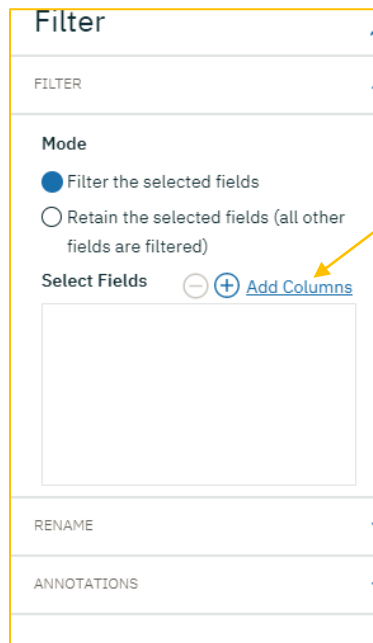 Filter
FILTER
Mode
Filter the selected fields
Retain the selected fields (all other
fields are filtered)
Select Fields Add Columns
RENAME
ANNOTATIONS